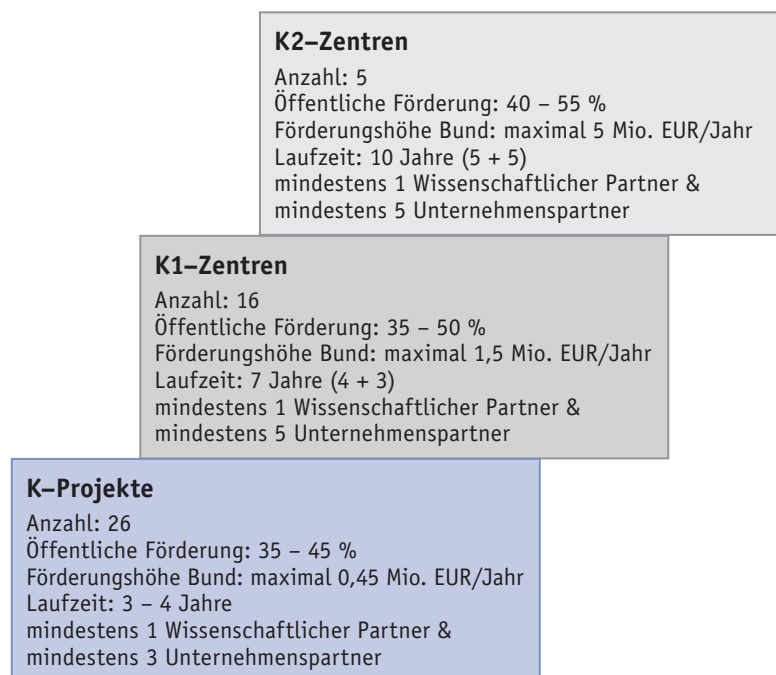 K2–Zentren
Anzahl: 5
Öffentliche Förderung: 40 – 55 %
Förderungshöhe Bund: maximal 5 Mio. EUR/Jahr
Laufzeit: 10 Jahre (5 + 5)
mindestens 1 Wissenschaftlicher Partner &
mindestens 5 Unternehmenspartner
K1–Zentren
Anzahl: 16
Öffentliche Förderung: 35 – 50 %
Förderungshöhe Bund: maximal 1,5 Mio. EUR/Jahr
Laufzeit: 7 Jahre (4 + 3)
mindestens 1 Wissenschaftlicher Partner &
mindestens 5 Unternehmenspartner
K–Projekte
Anzahl: 26
Öffentliche Förderung: 35 – 45 %
Förderungshöhe Bund: maximal 0,45 Mio. EUR/Jahr
Laufzeit: 3 – 4 Jahre
mindestens 1 Wissenschaftlicher Partner &
mindestens 3 Unternehmenspartner